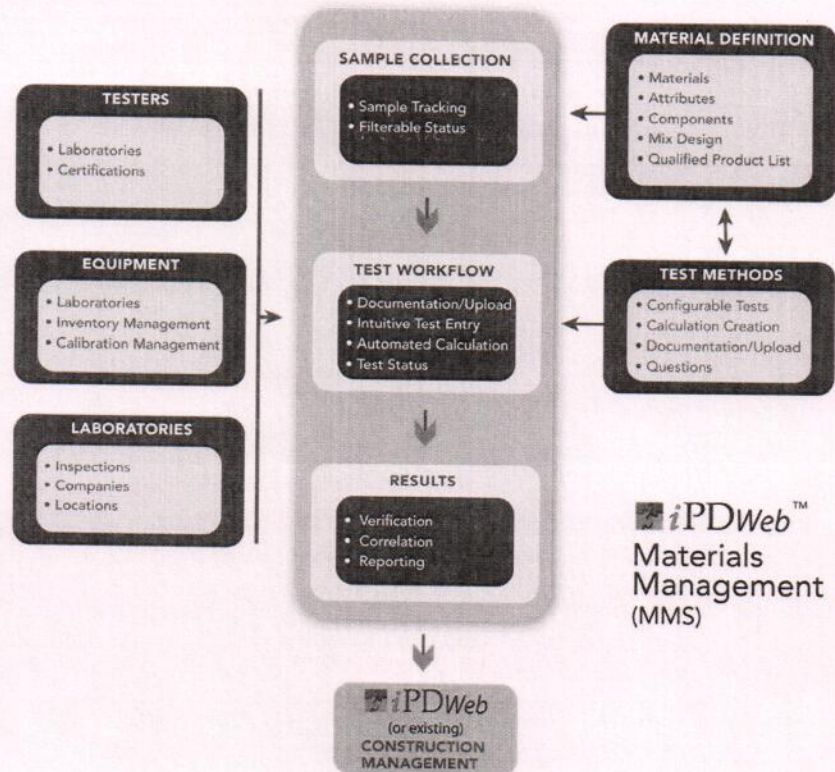 TESTERS
• Laboratories
• Certifications
EQUIPMENT
• Laboratories
• Inventory Management
• Calibration Management
LABORATORIES
• Inspections
• Companies
• Locations
SAMPLE COLLECTION
• Sample Tracking
• Filterable Status
TEST WORKFLOW
• Documentation/Upload
• Intuitive Test Entry
• Automated Calculation
• Test Status
RESULTS
• Verification
• Correlation
• Reporting
iPDWeb
(or existing)
CONSTRUCTION
MANAGEMENT
MATERIAL DEFINITION
• Materials
• Attributes
• Components
• Mix Design
• Qualified Product List
TEST METHODS
• Configurable Tests
• Calculation Creation
• Documentation/Upload
• Questions
iPDWeb™
Materials
Management
(MMS)